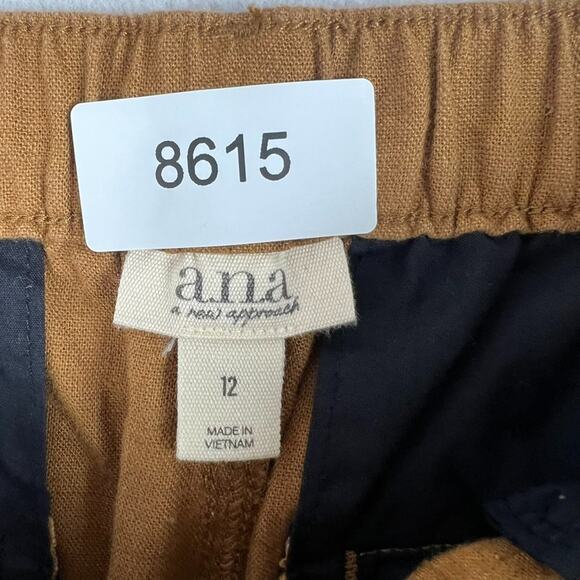 8615
a.n.a
a new approach
12
MADE IN
VIETNAM